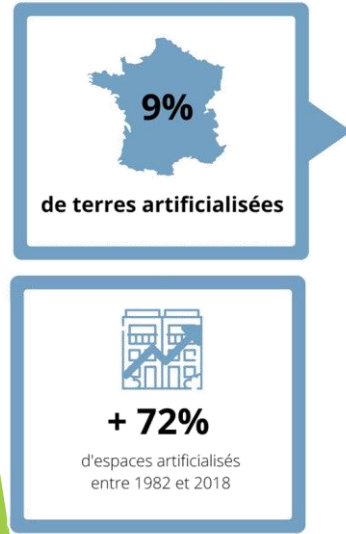 9%
de terres artificialisées
+ 72%
d'espaces artificialisés
entre 1982 et 2018